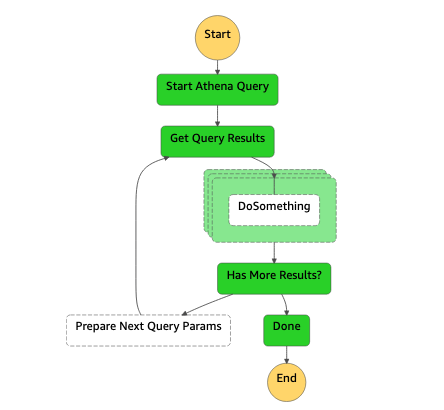 Start
Start Athena Query
Get Query Results
DoSomething
Has More Results?
Prepare Next Query Params
Done
End